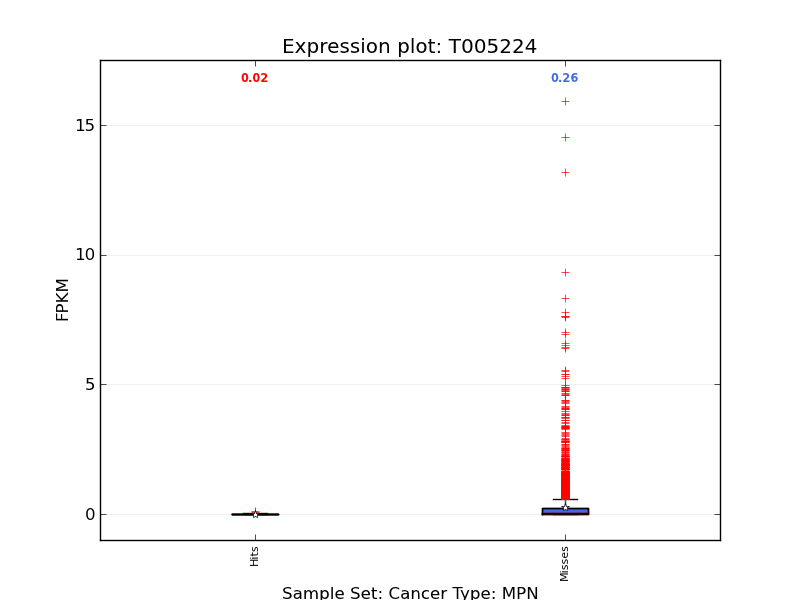 Expression plot: T005224
0.02
0.26
15
10
5
0
FPKM
Hits
Misses
Sample Set: Cancer Type: MPN